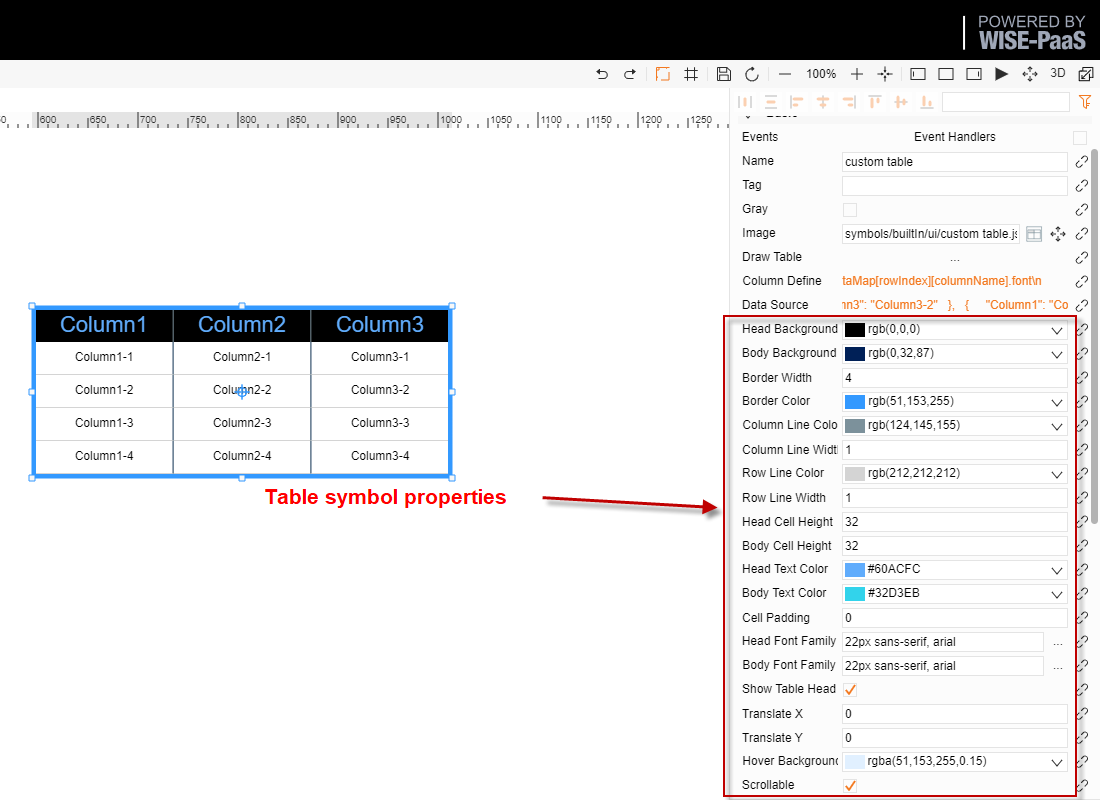 POWERED BY
WISE-PaaS
100%
3D
600 650 700 750 800 850 900 950 1000 1050 1100 1150 1200 1250
Events Event Handlers
Name custom table
Tag
Gray
Image symbols/builtIn/ui/custom table.js
Draw Table ...
Column Define taMap[rowIndex][columnName].font\n
Data Source nn3": "Column3-2" }, { "Column1": "Co
Head Background rgb(0,0,0)
Body Background rgb(0,32,87)
Border Width 4
Border Color rgb(51,153,255)
Column Line Colo rgb(124,145,155)
Column Line Widt 1
Row Line Color rgb(212,212,212)
Row Line Width 1
Head Cell Height 32
Body Cell Height 32
Head Text Color #60ACFC
Body Text Color #32D3EB
Cell Padding 0
Head Font Family 22px sans-serif, arial ...
Body Font Family 22px sans-serif, arial ...
Show Table Head
Translate X 0
Translate Y 0
Hover Background rgba(51,153,255,0.15)
Scrollable
Column1 Column2 Column3
Column1-1 Column2-1 Column3-1
Column1-2 Column2-2 Column3-2
Column1-3 Column2-3 Column3-3
Column1-4 Column2-4 Column3-4
Table symbol properties